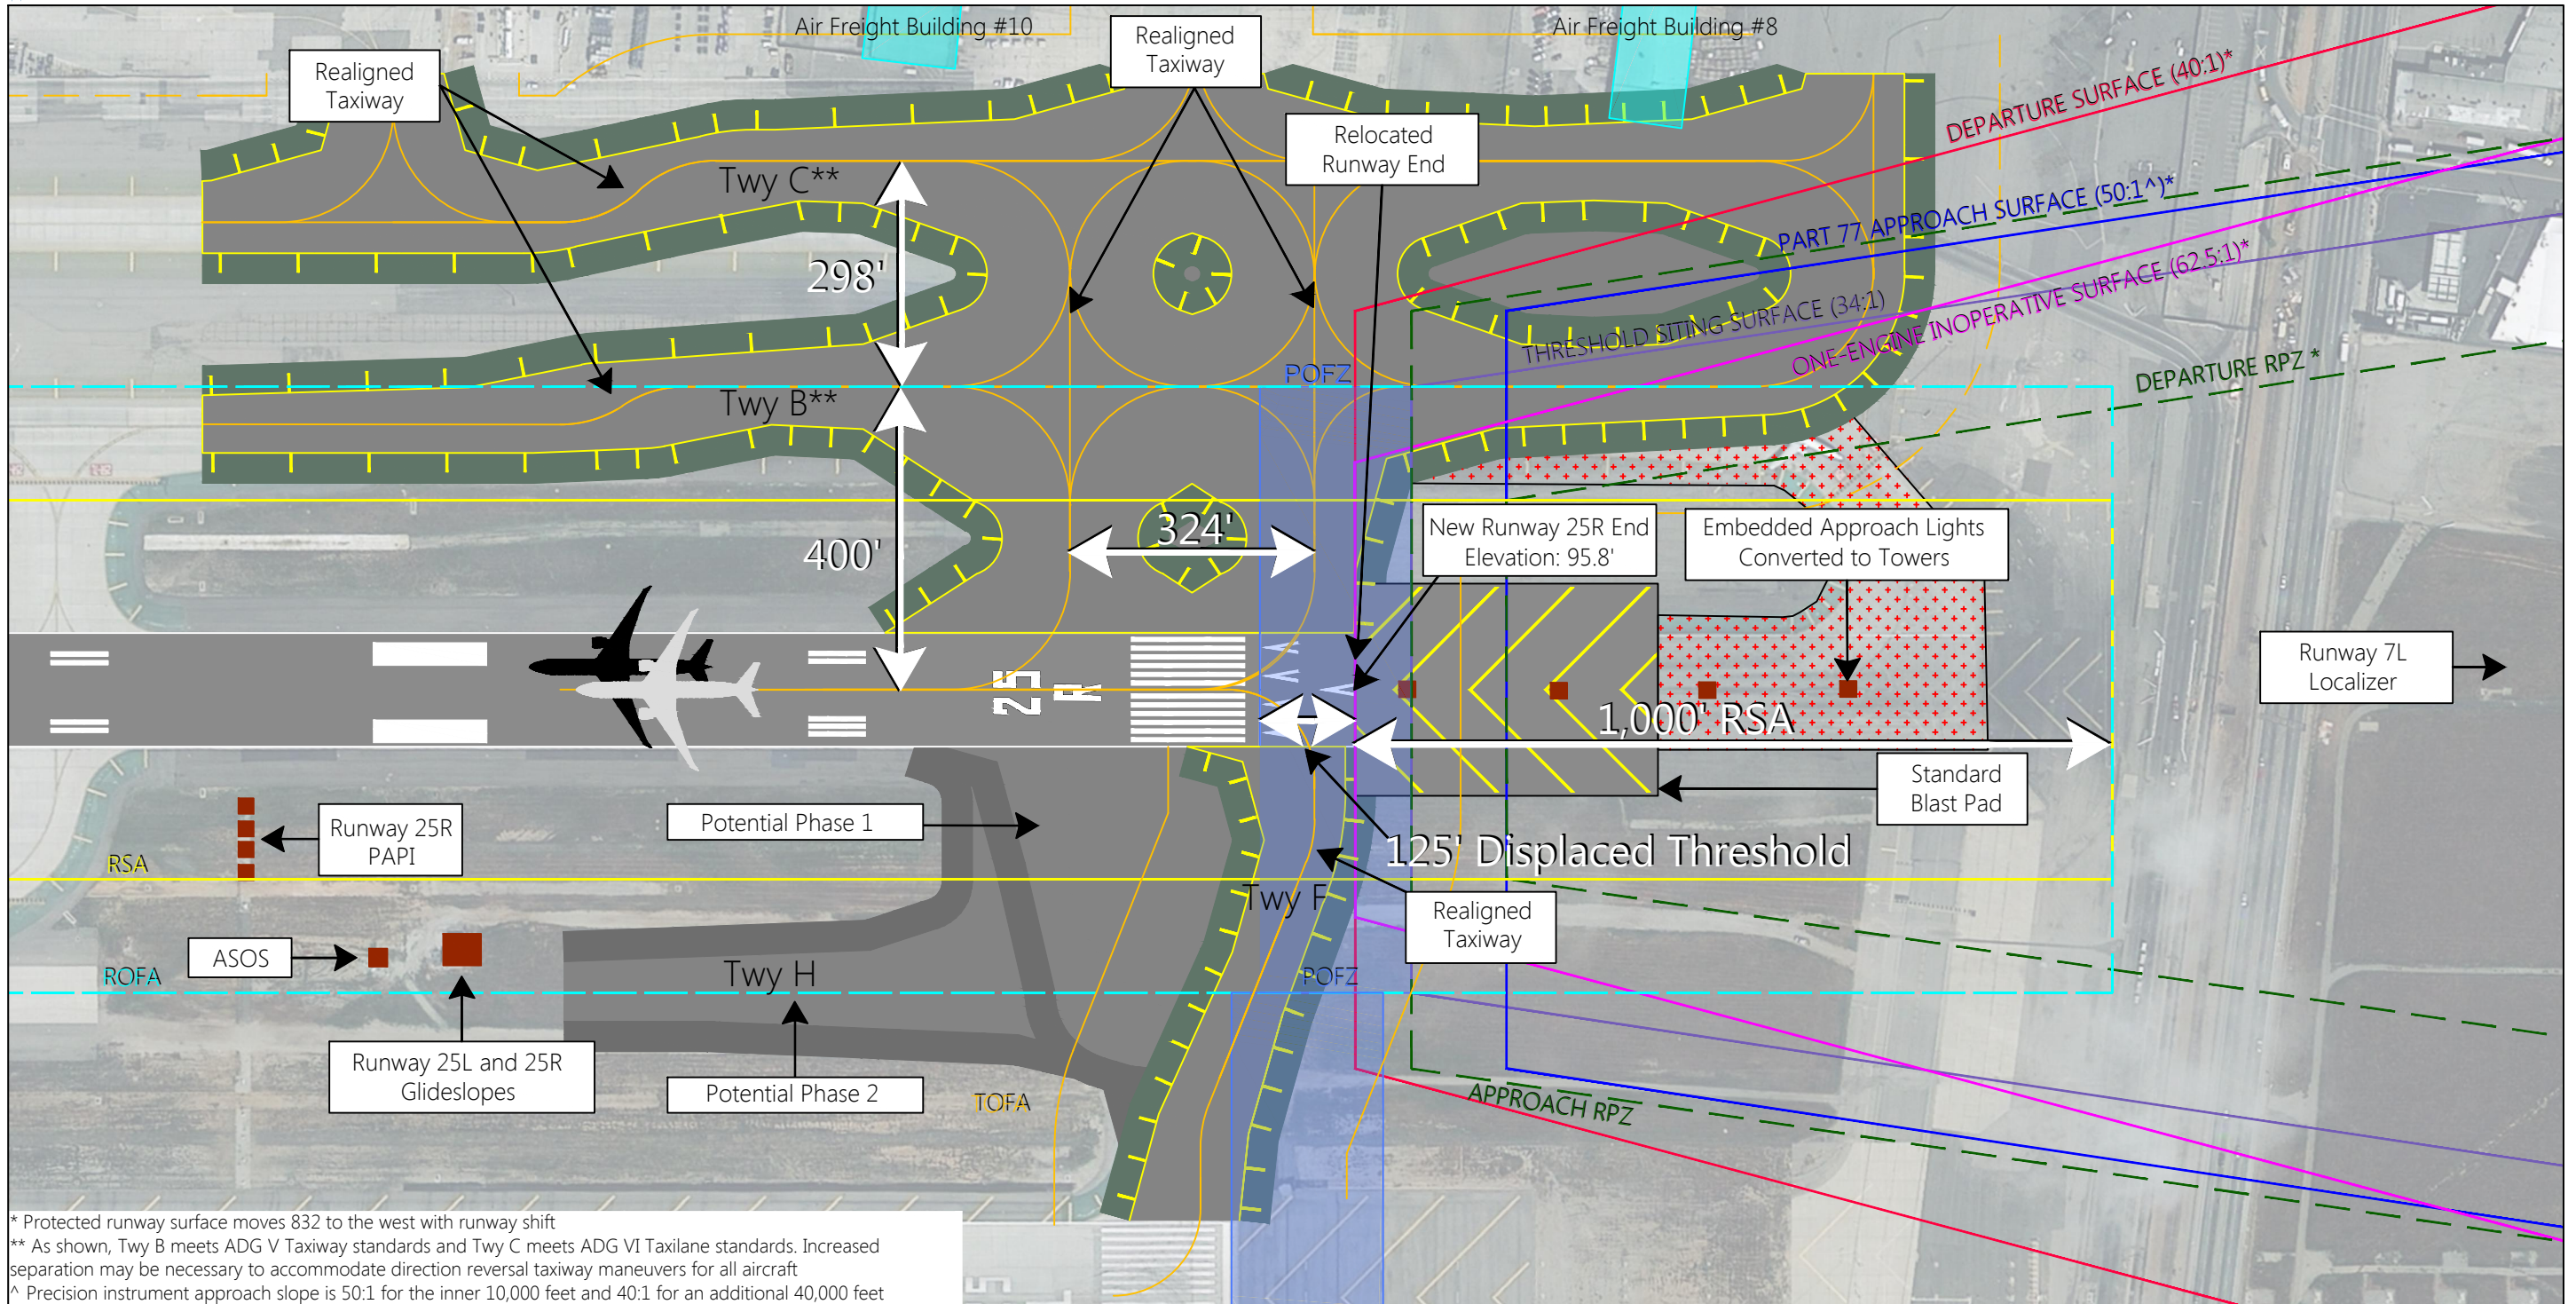 Air Freight Building #10
Air Freight Building #8
Realigned
Taxiway
Realigned
Taxiway
Relocated
Runway End
DEPARTURE SURFACE (40:1)*
PART 77 APPROACH SURFACE (50:1^)*
THRESHOLD SITING SURFACE (34:1)
ONE-ENGINE INOPERATIVE SURFACE (62.5:1)*
DEPARTURE RPZ *
Twy C**
298'
POFZ
Twy B**
400'
324'
New Runway 25R End
Elevation: 95.8'
Embedded Approach Lights
Converted to Towers
Runway 7L
Localizer
25
R
1,000' RSA
Standard
Blast Pad
Potential Phase 1
Runway 25R
PAPI
125' Displaced Threshold
RSA
Twy F
Realigned
Taxiway
ASOS
ROFA
Twy H
POFZ
Runway 25L and 25R
Glideslopes
Potential Phase 2
TOFA
APPROACH RPZ
* Protected runway surface moves 832 to the west with runway shift
** As shown, Twy B meets ADG V Taxiway standards and Twy C meets ADG VI Taxilane standards. Increased
separation may be necessary to accommodate direction reversal taxiway maneuvers for all aircraft
^ Precision instrument approach slope is 50:1 for the inner 10,000 feet and 40:1 for an additional 40,000 feet